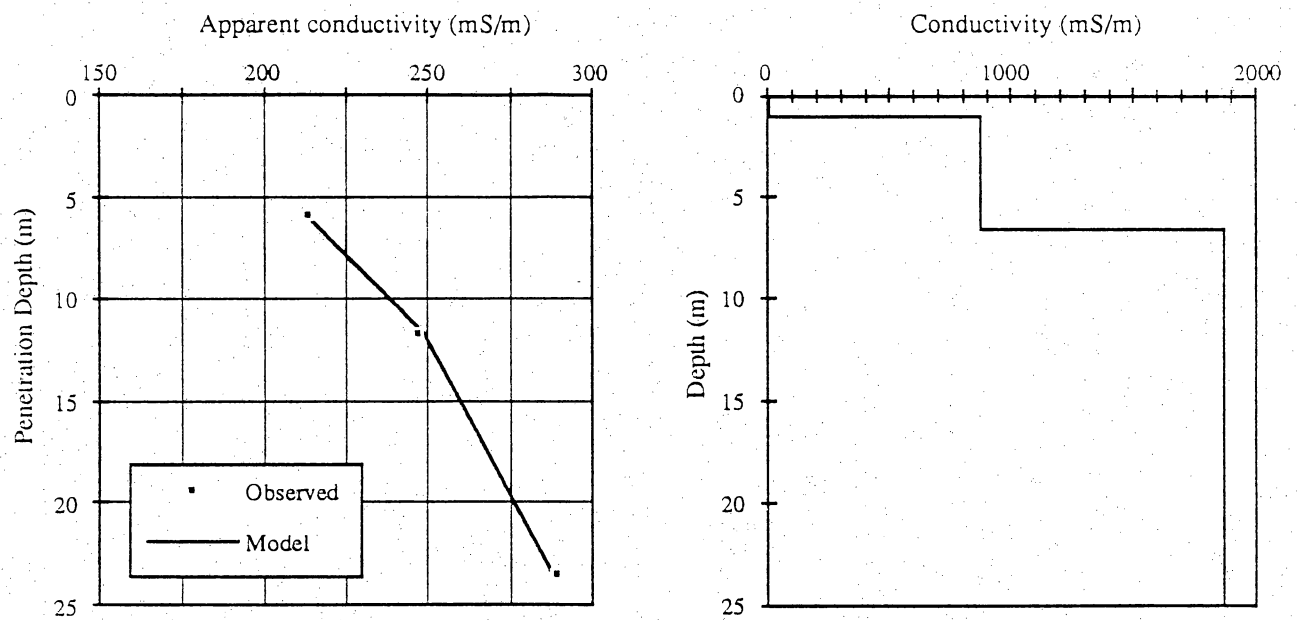 Apparent conductivity (mS/m)
150 200 250 300
0
5
10
15
20
25
Penetration Depth (m)
Observed
Model
Conductivity (mS/m)
0 1000 2000
0
5
10
15
20
25
Depth (m)